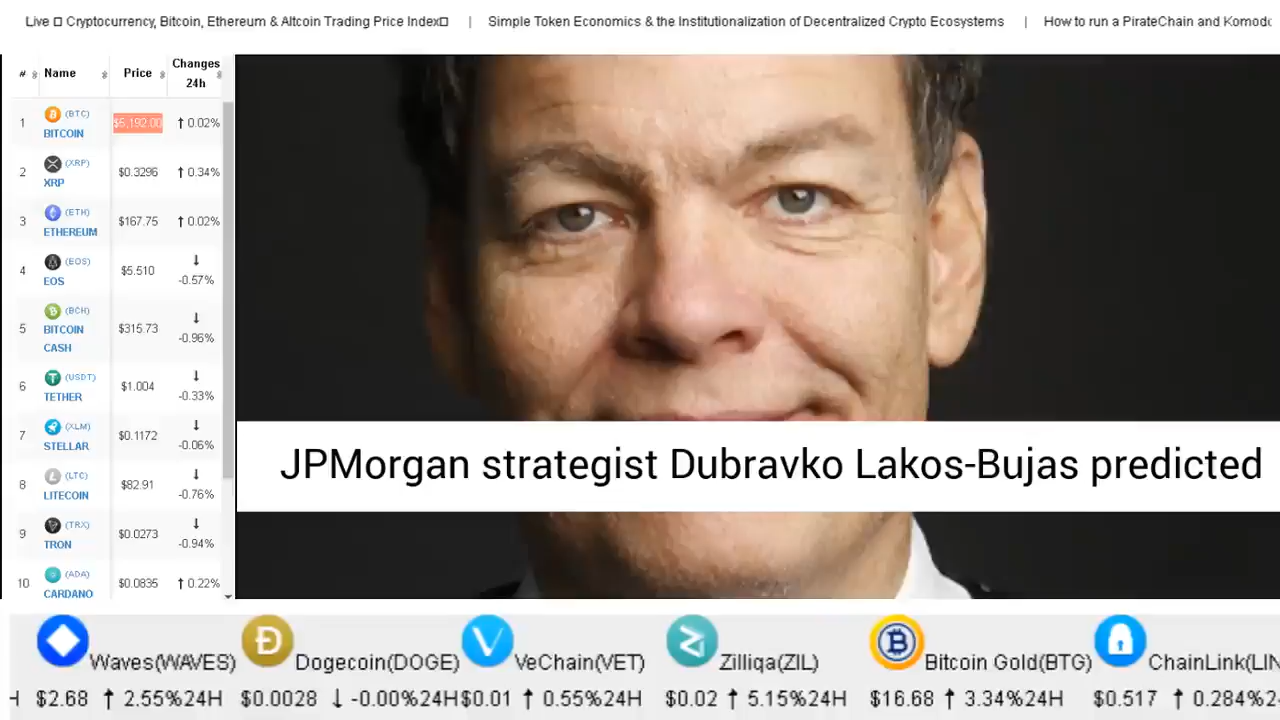 Live Cryptocurrency, Bitcoin, Ethereum & Altcoin Trading Price Index | Simple Token Economics & the Institutionalization of Decentralized Crypto Ecosystems | How to run a PirateChain and Komodo
# Name Price Changes 24h
1 (BTC) BITCOIN $5,192.00 ↑ 0.02%
2 (XRP) XRP $0.3296 ↑ 0.34%
3 (ETH) ETHEREUM $167.75 ↑ 0.02%
4 (EOS) EOS $5.510 ↓ -0.57%
5 (BCH) BITCOIN CASH $315.73 ↓ -0.96%
6 (USDT) TETHER $1.004 ↓ -0.33%
7 (XLM) STELLAR $0.1172 ↓ -0.06%
8 (LTC) LITECOIN $82.91 ↓ -0.76%
9 (TRX) TRON $0.0273 ↓ -0.94%
10 (ADA) CARDANO $0.0835 ↑ 0.22%
JPMorgan strategist Dubravko Lakos-Bujas predicted
Waves(WAVES) Dogecoin(DOGE) VeChain(VET) Zilliqa(ZIL) Bitcoin Gold(BTG) ChainLink(LIN
H $2.68 ↑ 2.55%24H $0.0028 ↓ -0.00%24H $0.01 ↑ 0.55%24H $0.02 ↑ 5.15%24H $16.68 ↑ 3.34%24H $0.517 ↑ 0.284%2